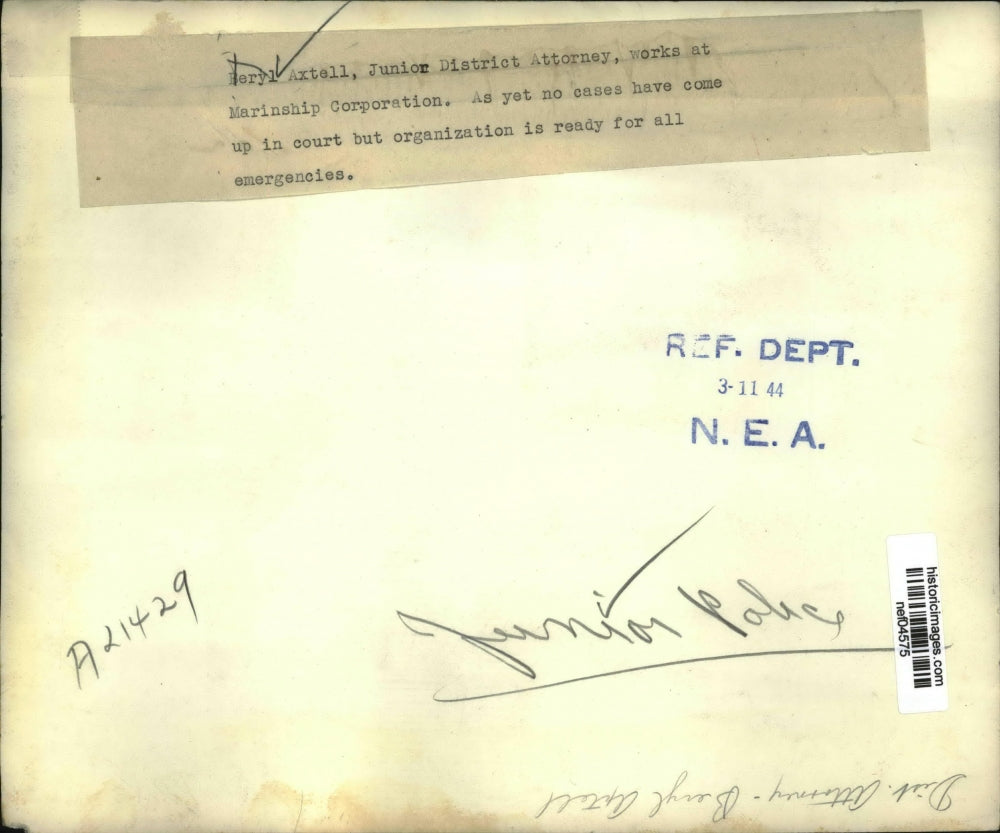 Beryl Axtell, Junior District Attorney, works at
Marinship Corporation. As yet no cases have come
up in court but organization is ready for all
emergencies.
REF. DEPT.
3-11 44
N. E. A.
A21429
Junior Police
historicimages.com
nef04575
Dist. Attorney - Beryl Axtell